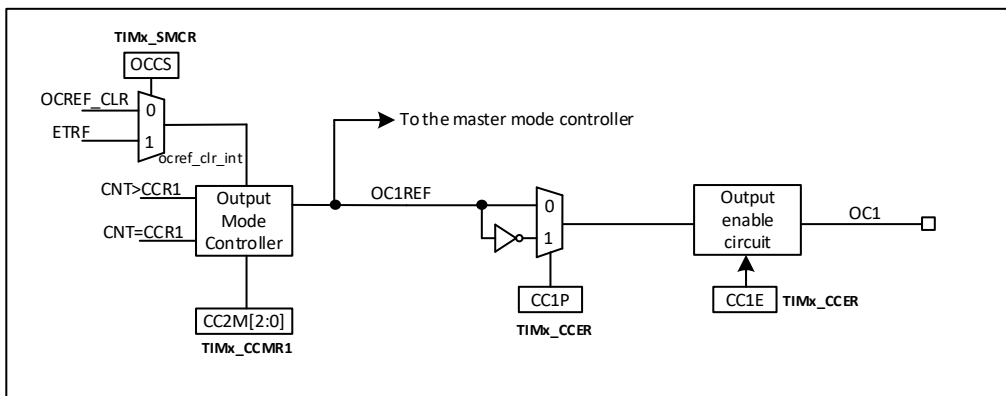 TIMx_SMCR
OCCS
OCREF_CLR
0
ETRF
1
ocref_clr_int
To the master mode controller
CNT>CCR1
CNT=CCR1
Output
Mode
Controller
OC1REF
0
1
Output
enable
circuit
OC1
CC2M[2:0]
TIMx_CCMR1
CC1P
TIMx_CCER
CC1E
TIMx_CCER